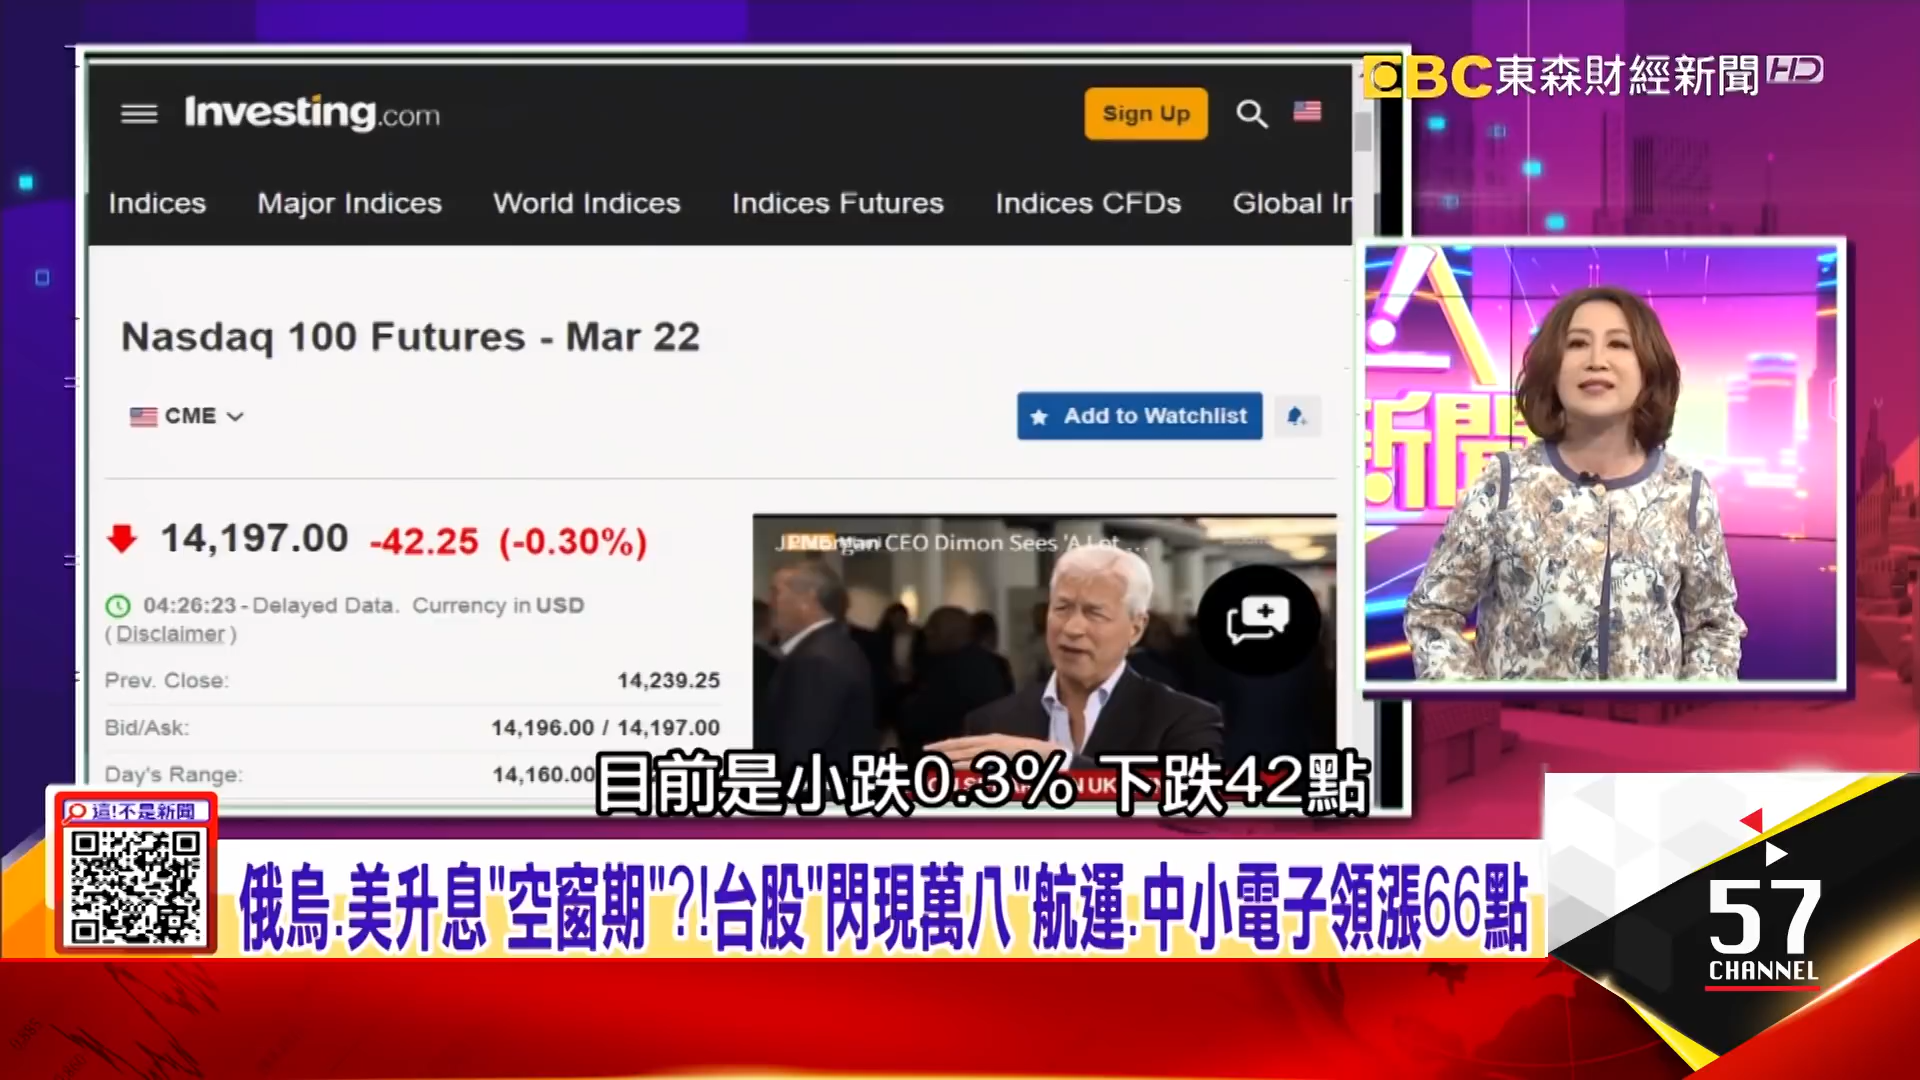 EBC東森財經新聞HD
Investing.com
Sign Up
Indices Major Indices World Indices Indices Futures Indices CFDs Global In
Nasdaq 100 Futures - Mar 22
CME
Add to Watchlist
14,197.00 -42.25 (-0.30%)
04:26:23 - Delayed Data. Currency in USD
(Disclaimer)
Prev. Close: 14,239.25
Bid/Ask: 14,196.00 / 14,197.00
Day's Range: 14,160.00
CEO Dimon Sees 'A Lot ...
新聞
目前是小跌0.3% 下跌42點
這!不是新聞
俄烏.美升息"空窗期"?!台股"閃現萬八"航運.中小電子領漲66點
57
CHANNEL